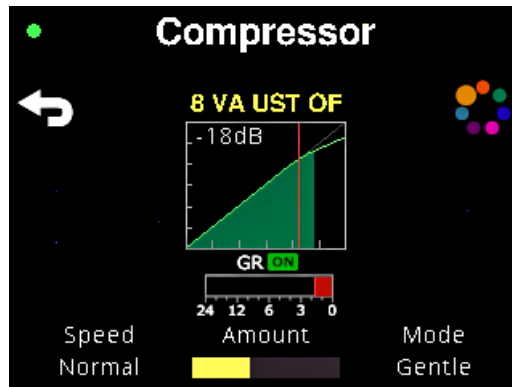 Compressor
8 VA UST OF
-18dB
GR ON
24 12 6 3 0
Speed Amount Mode
Normal Gentle